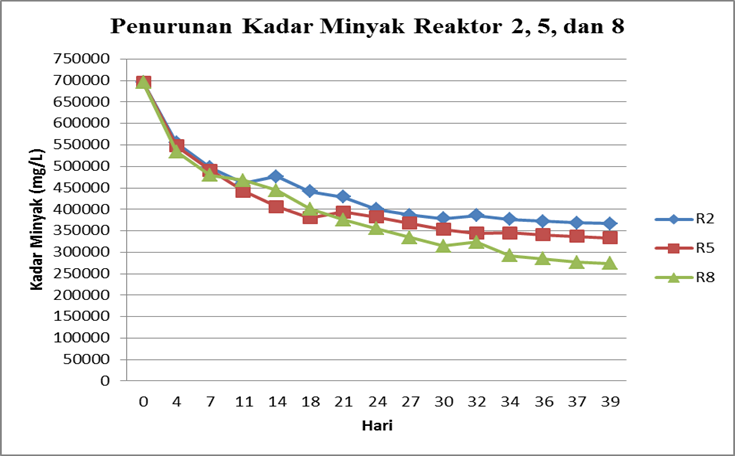 Penurunan Kadar Minyak Reaktor 2, 5, dan 8
750000
700000
650000
600000
550000
500000
450000
400000
350000
300000
250000
200000
150000
100000
50000
0
Kadar Minyak (mg/L)
0 4 7 11 14 18 21 24 27 30 32 34 36 37 39
Hari
R2
R5
R8